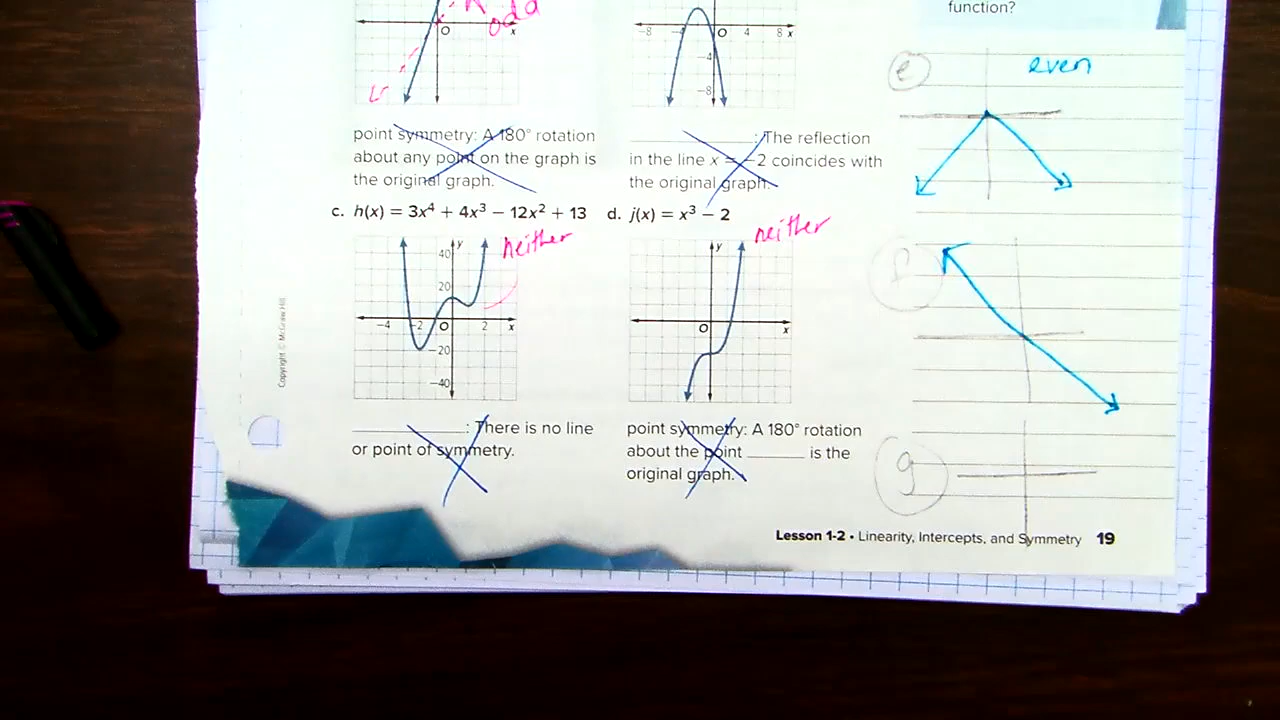 function?
odd
x
O
-8
O
4
8 x
-4
-8
point symmetry: A 180° rotation
about any point on the graph is
the original graph.
__________: The reflection
in the line x = -2 coincides with
the original graph.
c. h(x) = 3x⁴ + 4x³ − 12x² + 13
d. j(x) = x³ − 2
neither
40
y
20
-4
-2
O
2
x
-20
-40
neither
y
O
x
__________: There is no line
or point of symmetry.
point symmetry: A 180° rotation
about the point ______ is the
original graph.
Copyright © McGraw Hill
e
even
f
g
Lesson 1-2 • Linearity, Intercepts, and Symmetry 19